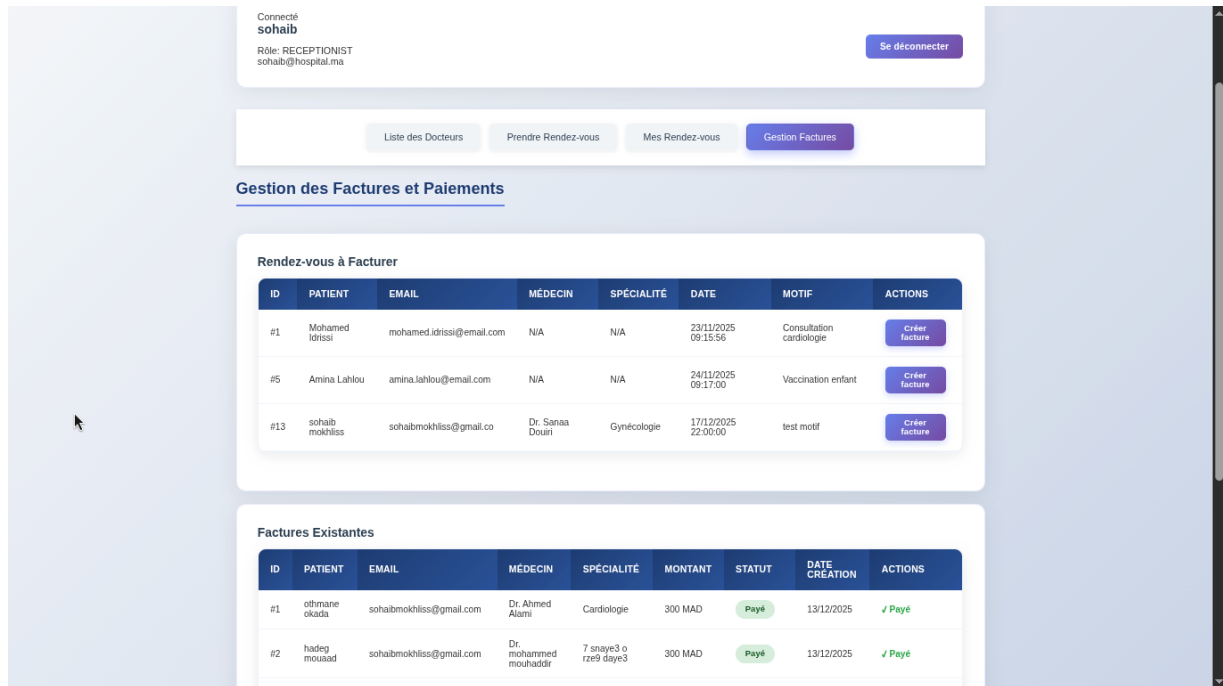 Connecté
sohaib
Rôle: RECEPTIONIST
sohaib@hospital.ma
Se déconnecter
Liste des Docteurs Prendre Rendez-vous Mes Rendez-vous Gestion Factures
Gestion des Factures et Paiements
Rendez-vous à Facturer
ID PATIENT EMAIL MÉDECIN SPÉCIALITÉ DATE MOTIF ACTIONS
#1 Mohamed Idrissi mohamed.idrissi@email.com N/A N/A 23/11/2025 09:15:56 Consultation cardiologie Créer facture
#5 Amina Lahlou amina.lahlou@email.com N/A N/A 24/11/2025 09:17:00 Vaccination enfant Créer facture
#13 sohaib mokhliss sohaibmokhliss@gmail.co Dr. Sanaa Douiri Gynécologie 17/12/2025 22:00:00 test motif Créer facture
Factures Existantes
ID PATIENT EMAIL MÉDECIN SPÉCIALITÉ MONTANT STATUT DATE CRÉATION ACTIONS
#1 othmane okada sohaibmokhliss@gmail.com Dr. Ahmed Alami Cardiologie 300 MAD Payé 13/12/2025 ✓ Payé
#2 hadeg mouaad sohaibmokhliss@gmail.com Dr. mohammed mouhaddir 7 snaye3 o rze9 daye3 300 MAD Payé 13/12/2025 ✓ Payé